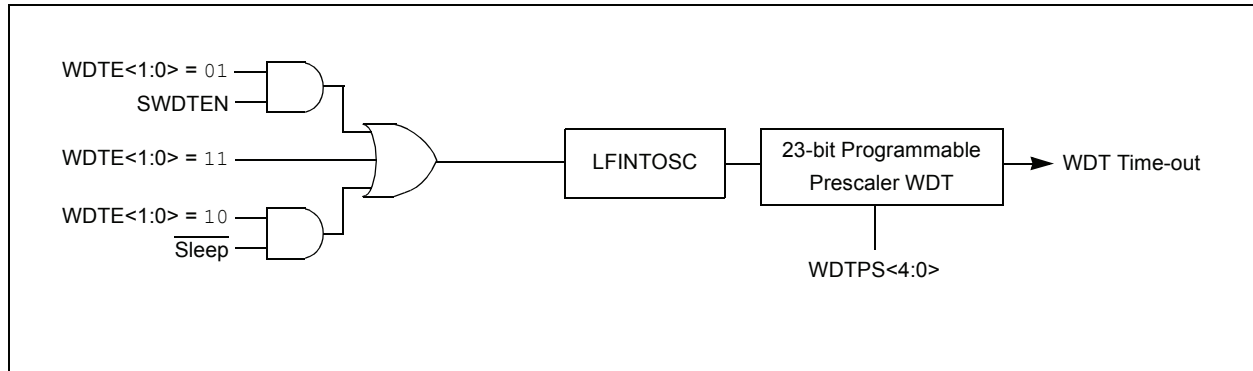 WDTE<1:0> = 01
SWDTEN
WDTE<1:0> = 11
WDTE<1:0> = 10
Sleep
LFINTOSC
23-bit Programmable
Prescaler WDT
WDT Time-out
WDTPS<4:0>